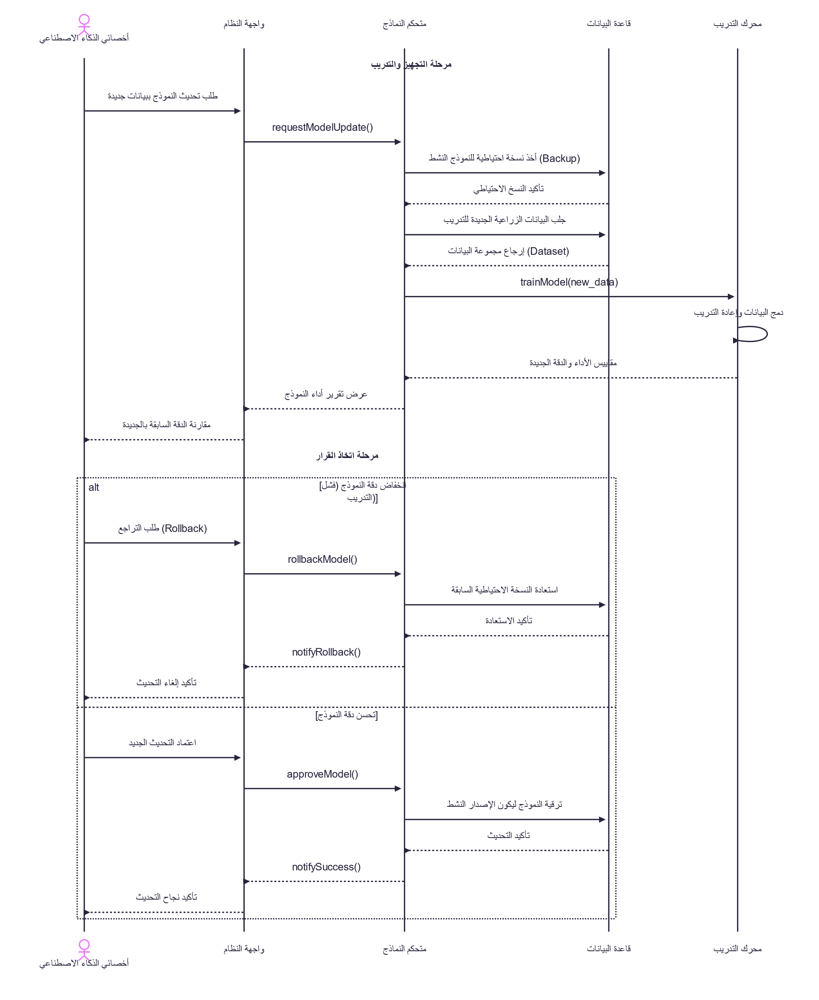 أخصائي الذكاء الاصطناعي
واجهة النظام
متحكم النماذج
قاعدة البيانات
محرك التدريب
مرحلة التجهيز والتدريب
طلب تحديث النموذج ببيانات جديدة
requestModelUpdate()
أخذ نسخة احتياطية للنموذج النشط (Backup)
تأكيد النسخ الاحتياطي
جلب البيانات الزراعية الجديدة للتدريب
إرجاع مجموعة البيانات (Dataset)
trainModel(new_data)
دمج البيانات وإعادة التدريب
مقاييس الأداء والدقة الجديدة
عرض تقرير أداء النموذج
مقارنة الدقة السابقة بالجديدة
مرحلة اتخاذ القرار
alt
[انخفاض دقة النموذج (فشل
التدريب)]
طلب التراجع (Rollback)
rollbackModel()
استعادة النسخة الاحتياطية السابقة
تأكيد الاستعادة
notifyRollback()
تأكيد إلغاء التحديث
[تحسن دقة النموذج]
اعتماد التحديث الجديد
approveModel()
ترقية النموذج ليكون الإصدار النشط
تأكيد التحديث
notifySuccess()
تأكيد نجاح التحديث
أخصائي الذكاء الاصطناعي
واجهة النظام
متحكم النماذج
قاعدة البيانات
محرك التدريب